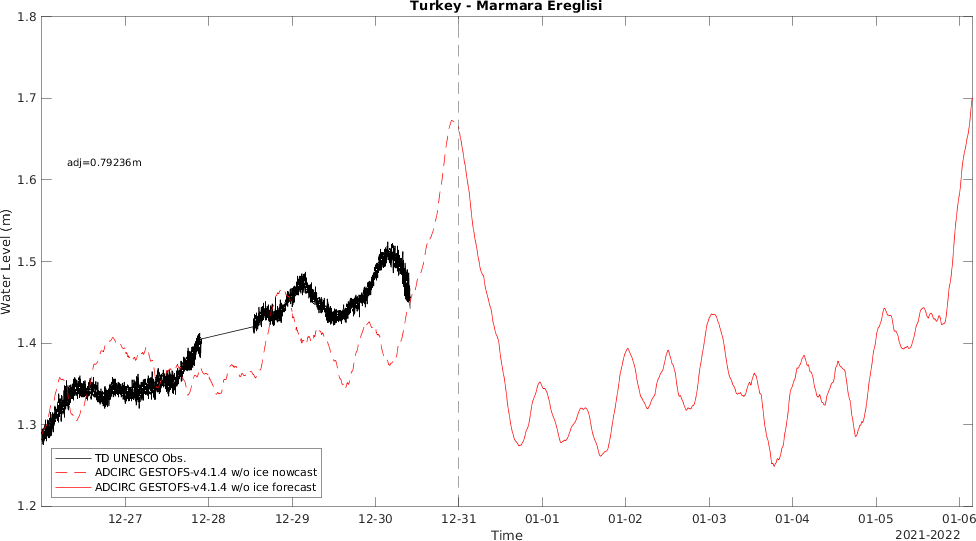 Turkey - Marmara Ereglisi
1.8
1.7
1.6
1.5
1.4
1.3
1.2
Water Level (m)
adj=0.79236m
TD UNESCO Obs.
ADCIRC GESTOFS-v4.1.4 w/o ice nowcast
ADCIRC GESTOFS-v4.1.4 w/o ice forecast
12-27 12-28 12-29 12-30 12-31 01-01 01-02 01-03 01-04 01-05 01-06
Time
2021-2022